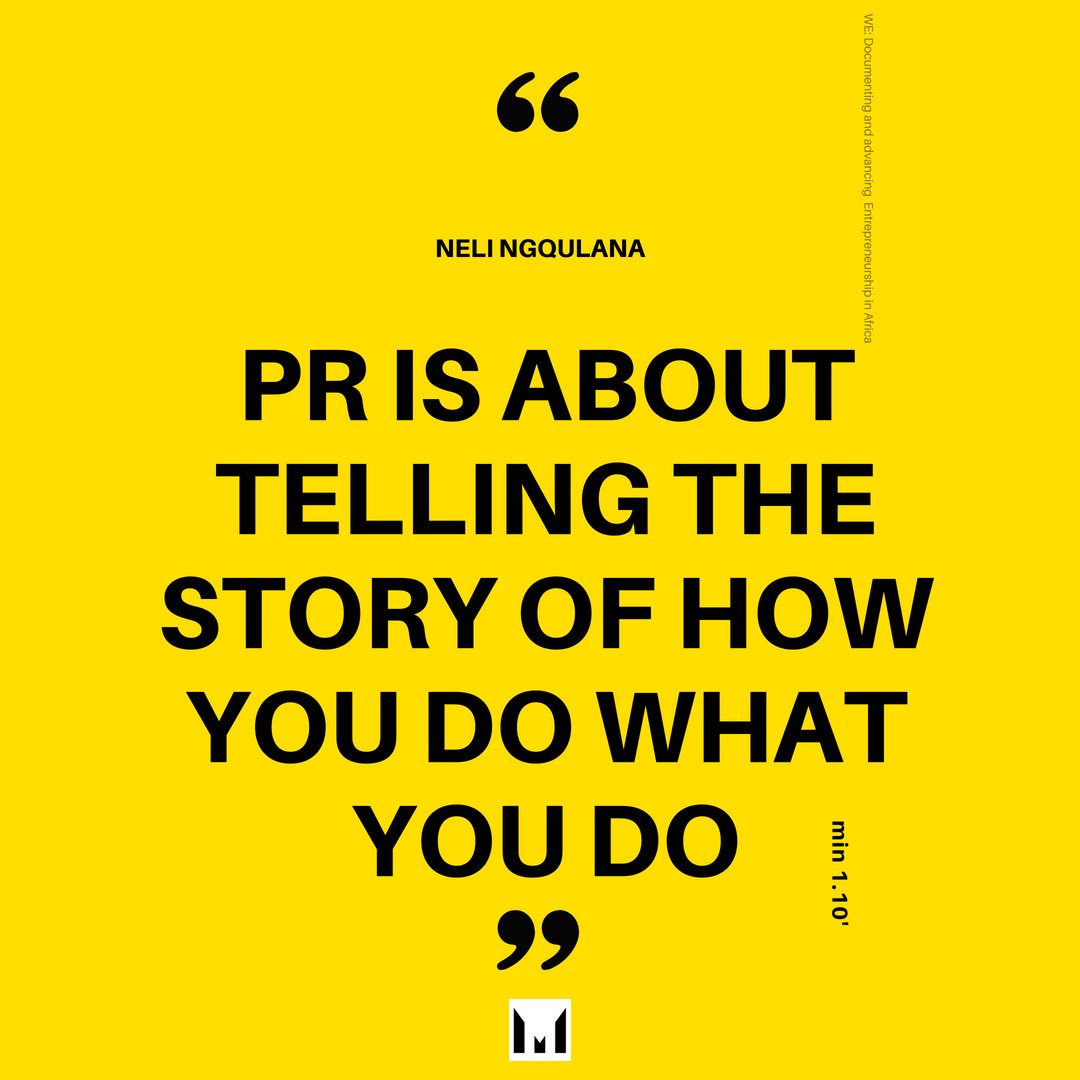 WE: Documenting and advancing Entrepreneurship in Africa
“
NELI NGQULANA
PR IS ABOUT
TELLING THE
STORY OF HOW
YOU DO WHAT
YOU DO
min 1.10'
”
M